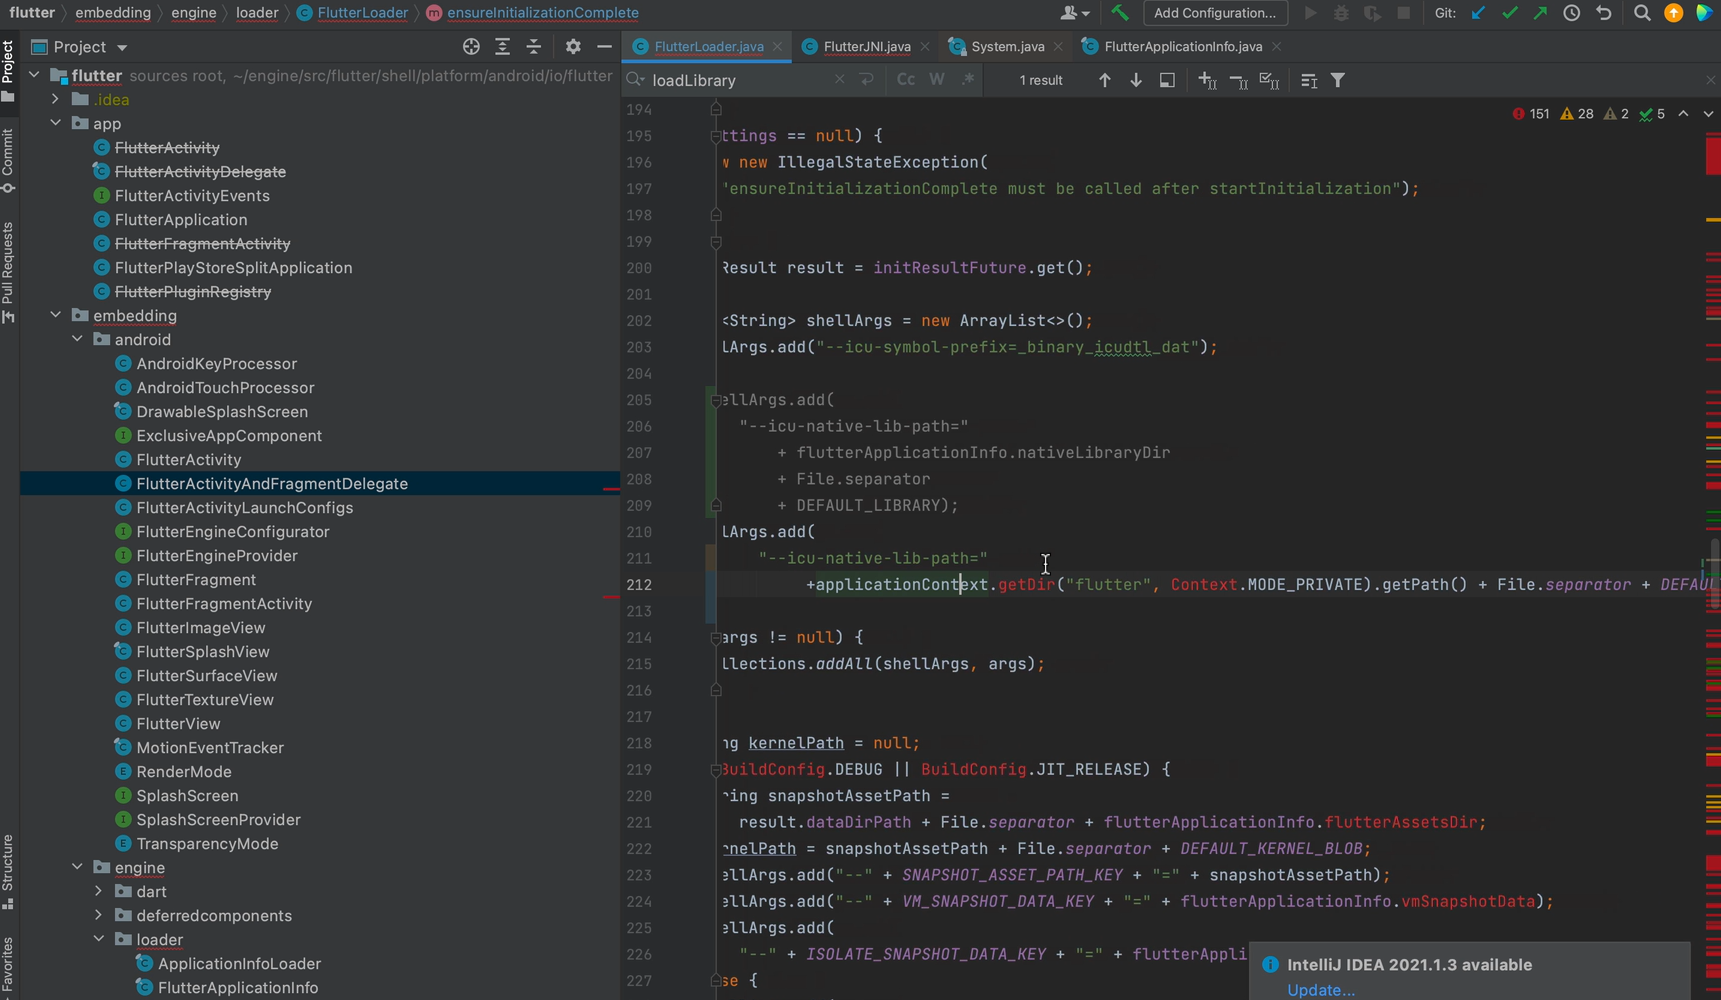 flutter embedding engine loader FlutterLoader ensureInitializationComplete Add Configuration... Git:
Project FlutterLoader.java FlutterJNI.java System.java FlutterApplicationInfo.java
loadLibrary Cc W .* 1 result
151 28 2 5
Project
Commit
Pull Requests
Structure
Favorites
flutter sources root, ~/engine/src/flutter/shell/platform/android/io/flutter
.idea
app
FlutterActivity
FlutterActivityDelegate
FlutterActivityEvents
FlutterApplication
FlutterFragmentActivity
FlutterPlayStoreSplitApplication
FlutterPluginRegistry
embedding
android
AndroidKeyProcessor
AndroidTouchProcessor
DrawableSplashScreen
ExclusiveAppComponent
FlutterActivity
FlutterActivityAndFragmentDelegate
FlutterActivityLaunchConfigs
FlutterEngineConfigurator
FlutterEngineProvider
FlutterFragment
FlutterFragmentActivity
FlutterImageView
FlutterSplashView
FlutterSurfaceView
FlutterTextureView
FlutterView
MotionEventTracker
RenderMode
SplashScreen
SplashScreenProvider
TransparencyMode
engine
dart
deferredcomponents
loader
ApplicationInfoLoader
FlutterApplicationInfo
194
195 ttings == null) {
196 w new IllegalStateException(
197 "ensureInitializationComplete must be called after startInitialization");
198
199
200 Result result = initResultFuture.get();
201
202 <String> shellArgs = new ArrayList<>();
203 lArgs.add("--icu-symbol-prefix=_binary_icudtl_dat");
204
205 ellArgs.add(
206 "--icu-native-lib-path="
207 + flutterApplicationInfo.nativeLibraryDir
208 + File.separator
209 + DEFAULT_LIBRARY);
210 lArgs.add(
211 "--icu-native-lib-path="
212 +applicationContext.getDir("flutter", Context.MODE_PRIVATE).getPath() + File.separator + DEFAU
213
214 args != null) {
215 llections.addAll(shellArgs, args);
216
217
218 ng kernelPath = null;
219 BuildConfig.DEBUG || BuildConfig.JIT_RELEASE) {
220 ring snapshotAssetPath =
221 result.dataDirPath + File.separator + flutterApplicationInfo.flutterAssetsDir;
222 rnelPath = snapshotAssetPath + File.separator + DEFAULT_KERNEL_BLOB;
223 ellArgs.add("--" + SNAPSHOT_ASSET_PATH_KEY + "=" + snapshotAssetPath);
224 ellArgs.add("--" + VM_SNAPSHOT_DATA_KEY + "=" + flutterApplicationInfo.vmSnapshotData);
225 ellArgs.add(
226 "--" + ISOLATE_SNAPSHOT_DATA_KEY + "=" + flutterAppli
227 se {
IntelliJ IDEA 2021.1.3 available
Update...